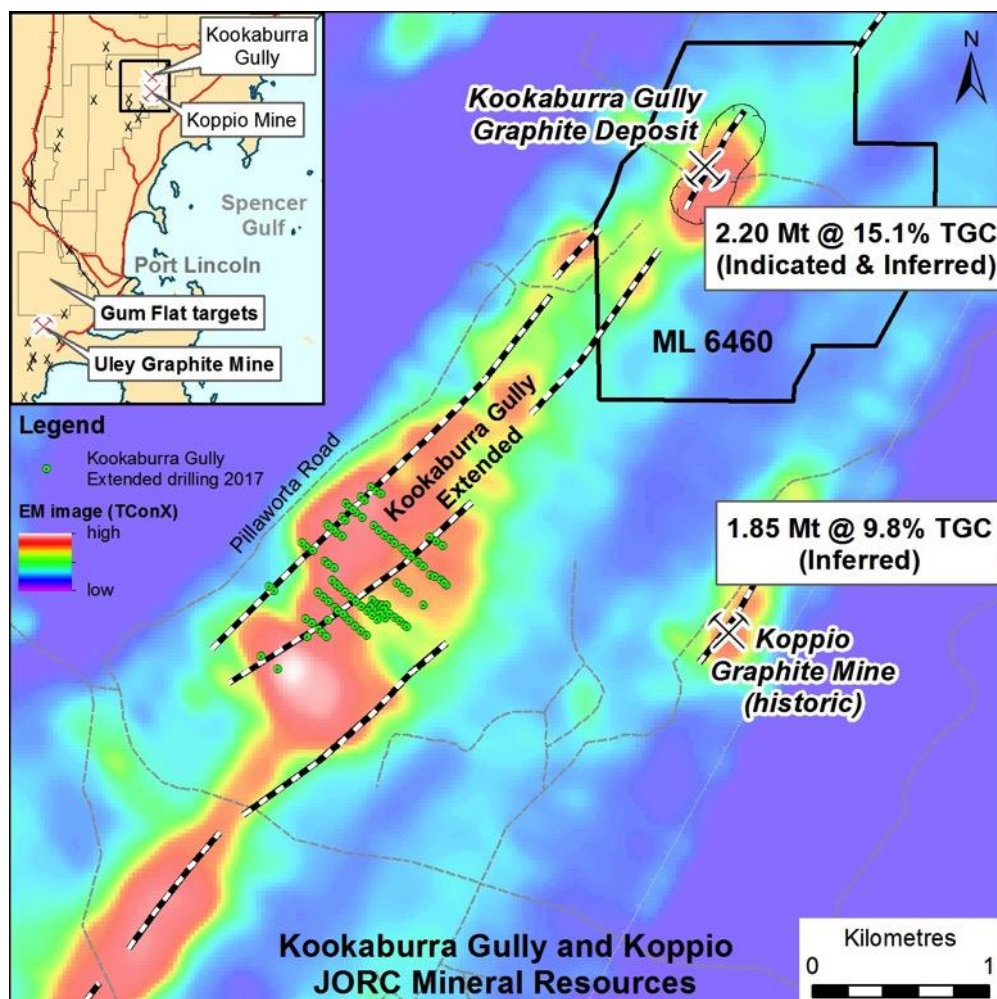 Kookaburra
Gully
Koppio Mine
Spencer
Gulf
Port Lincoln
Gum Flat targets
Uley Graphite Mine
N
Kookaburra Gully
Graphite Deposit
2.20 Mt @ 15.1% TGC
(Indicated & Inferred)
ML 6460
Legend
Kookaburra Gully
Extended drilling 2017
EM image (TConX)
high
low
Pillaworta Road
Kookaburra Gully
Extended
1.85 Mt @ 9.8% TGC
(Inferred)
Koppio
Graphite Mine
(historic)
Kookaburra Gully and Koppio
JORC Mineral Resources
Kilometres
0 1